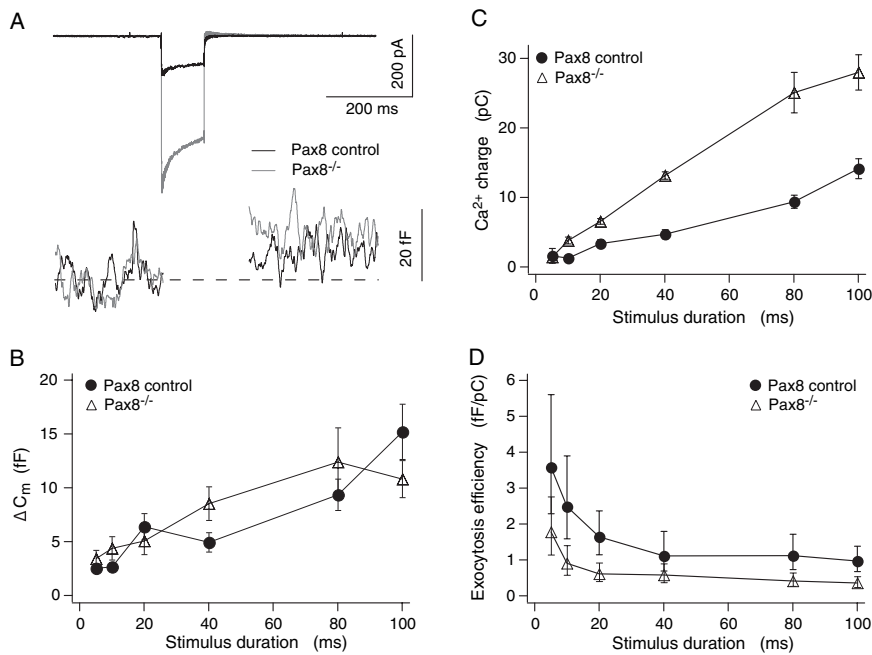 A
200 pA
200 ms
Pax8 control
Pax8-/-
20 fF
B
20
15
10
5
0
Δ Cm (fF)
Pax8 control
Pax8-/-
0 20 40 60 80 100
Stimulus duration (ms)
C
30
20
10
0
Ca2+ charge (pC)
Pax8 control
Pax8-/-
0 20 40 60 80 100
Stimulus duration (ms)
D
6
5
4
3
2
1
0
Exocytosis efficiency (fF/pC)
Pax8 control
Pax8-/-
0 20 40 60 80 100
Stimulus duration (ms)